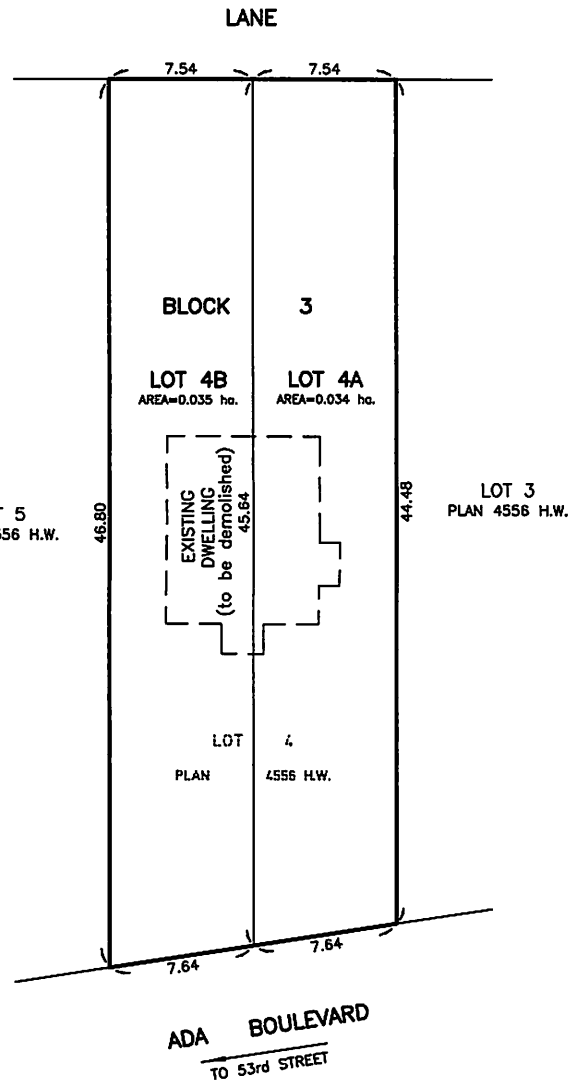 LANE
7.54 7.54
BLOCK 3
LOT 4B LOT 4A
AREA=0.035 ha. AREA=0.034 ha.
EXISTING
DWELLING
(to be demolished)
46.80
45.64
44.48
5
56 H.W.
LOT 3
PLAN 4556 H.W.
LOT 4
PLAN 4556 H.W.
7.64 7.64
ADA BOULEVARD
TO 53rd STREET